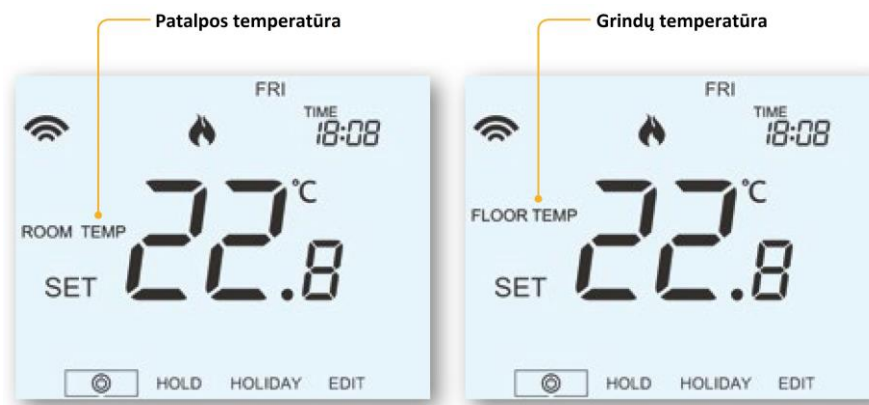 Patalpos temperatūra
FRI
TIME
18:08
°C
ROOM TEMP
22.8
SET
HOLD HOLIDAY EDIT
Grindų temperatūra
FRI
TIME
18:08
°C
FLOOR TEMP
22.8
SET
HOLD HOLIDAY EDIT